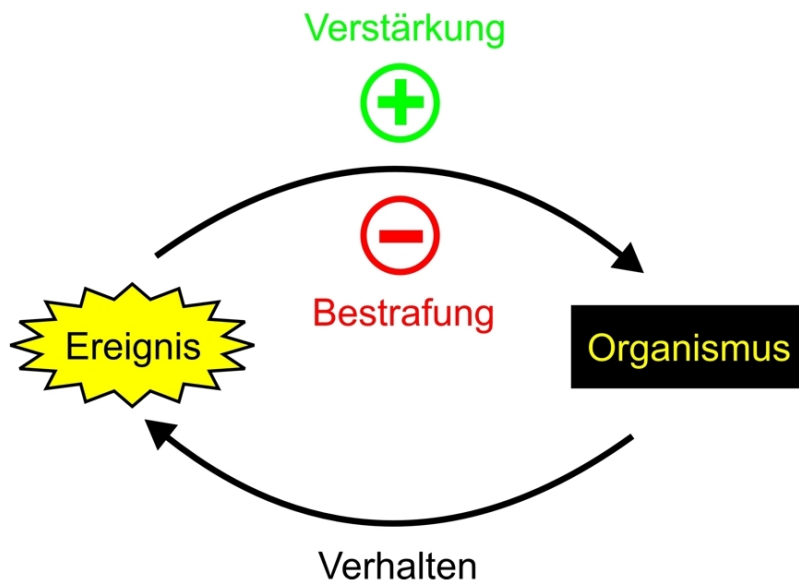 Verstärkung
Bestrafung
Ereignis
Organismus
Verhalten